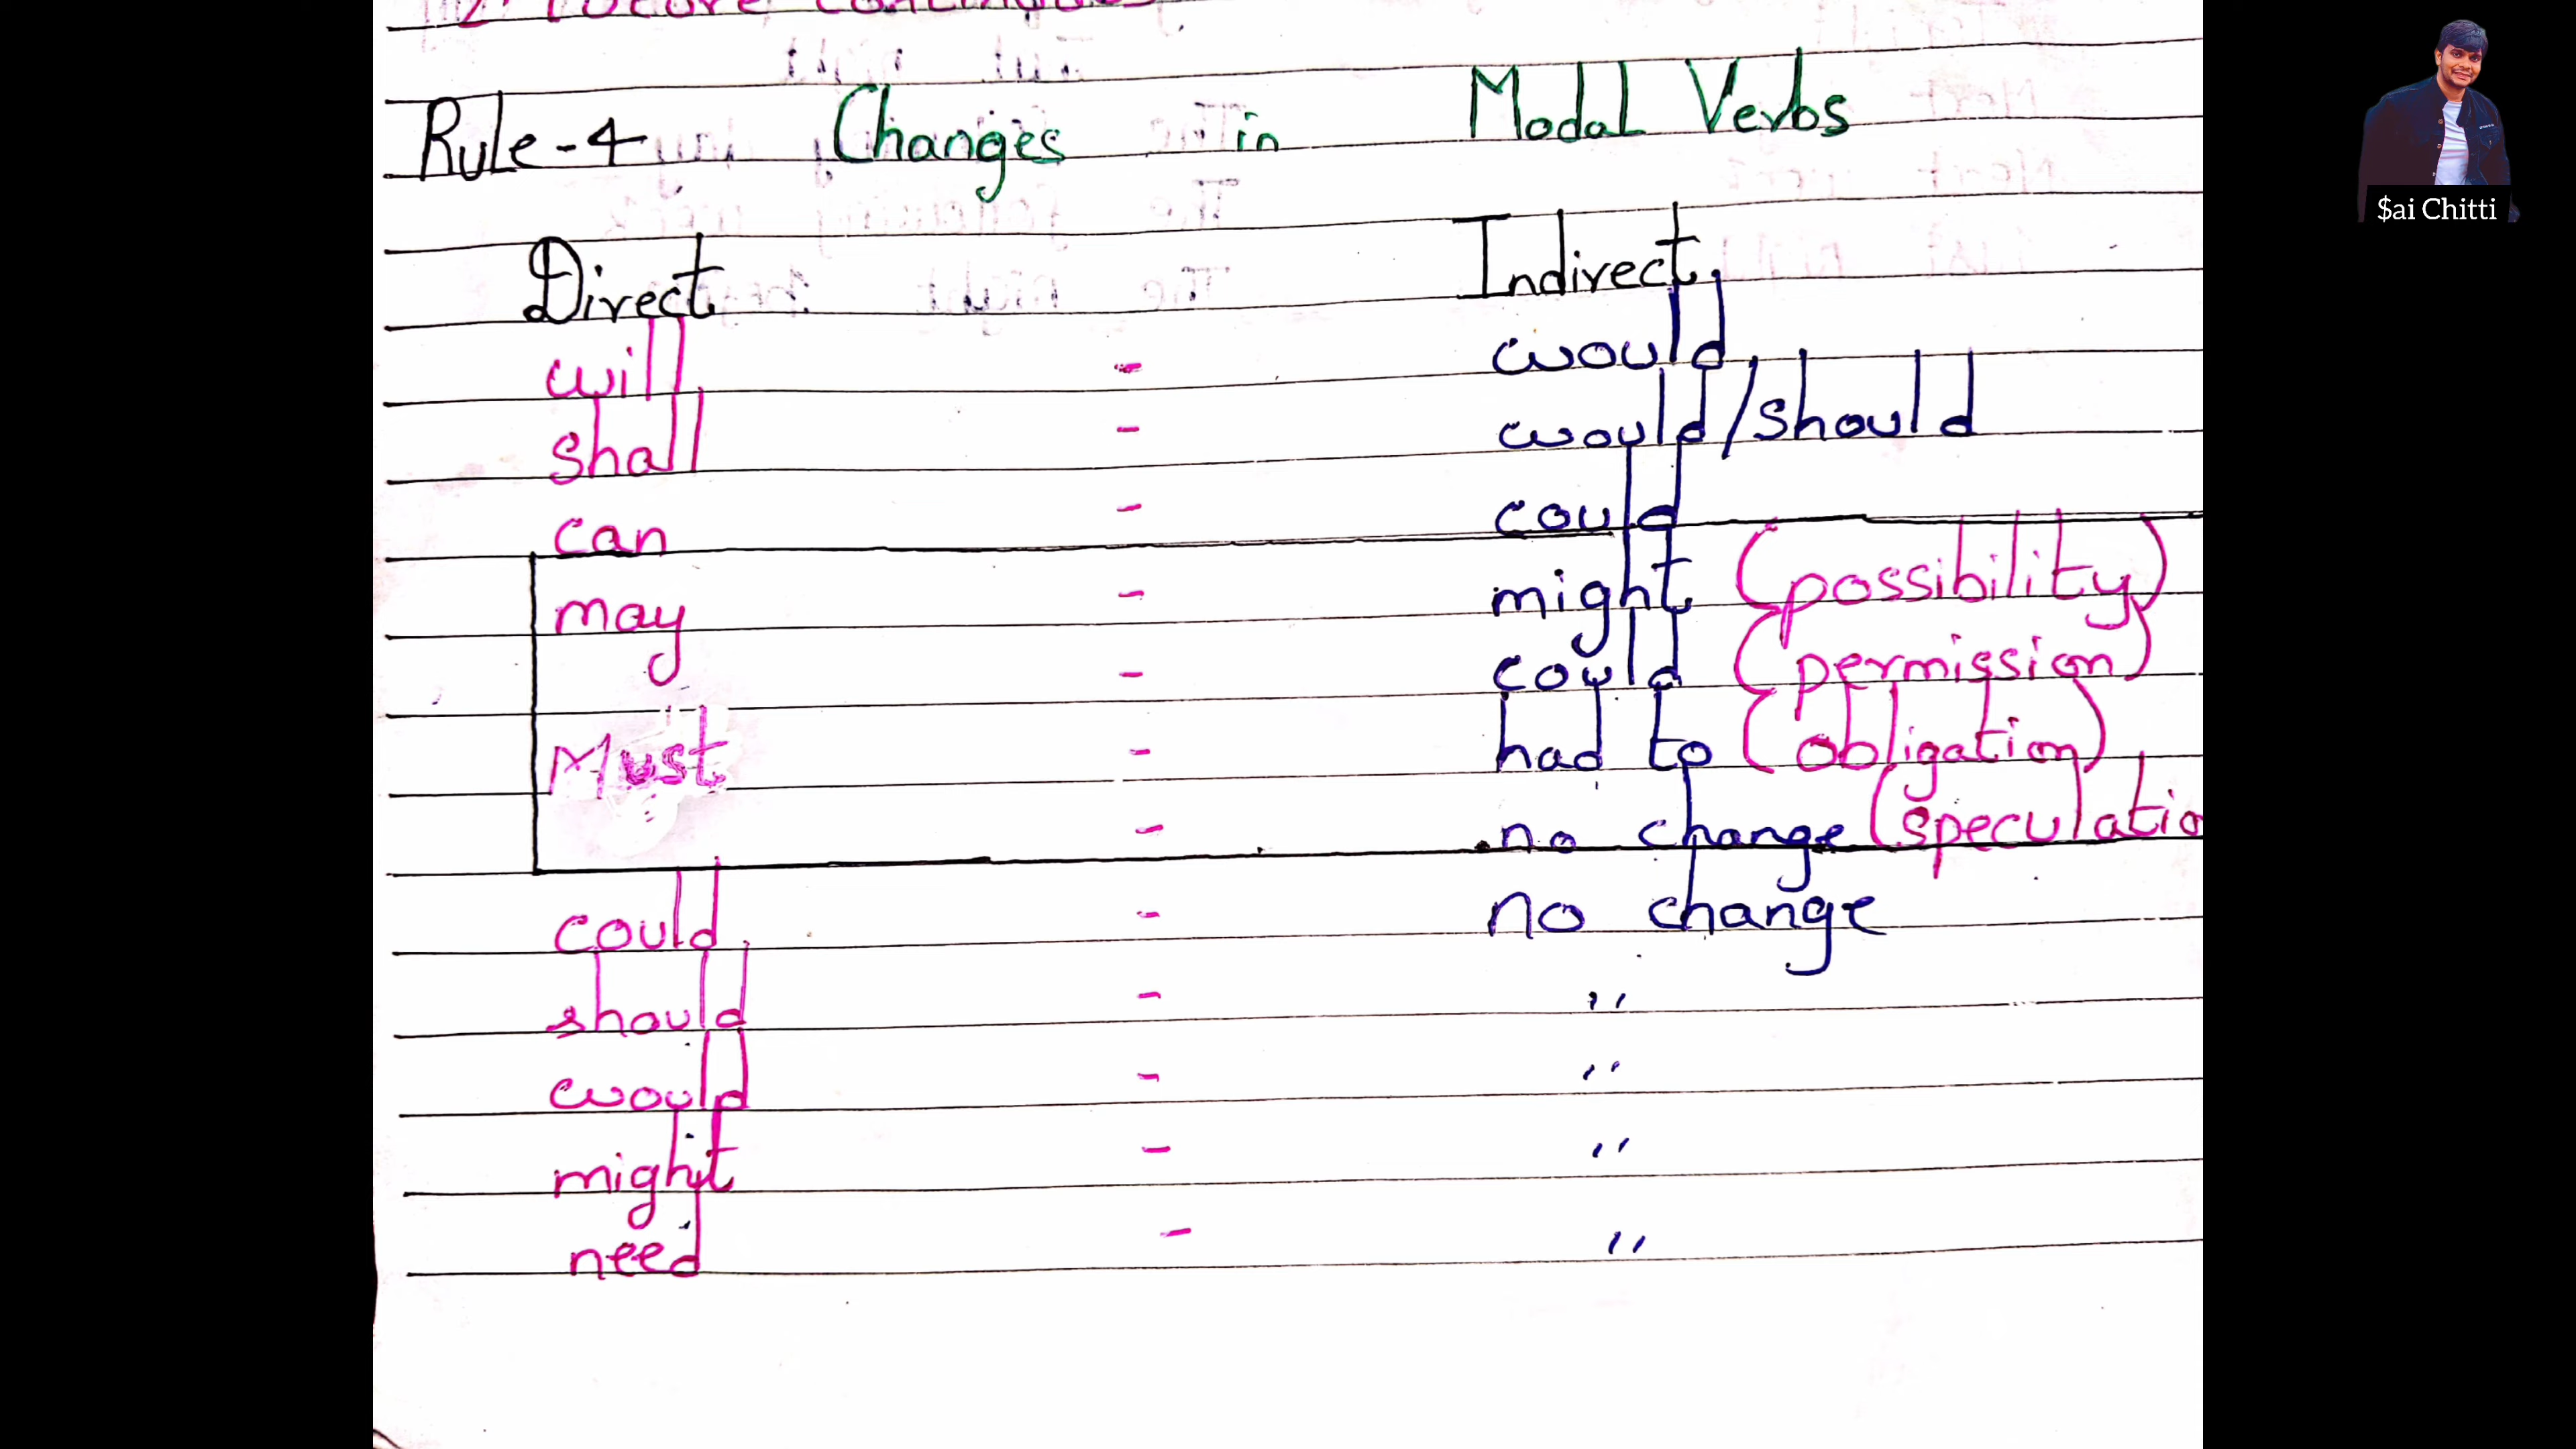 Rule-4 Changes in Modal Verbs
Direct Indirect
will - would
shall - would/should
can - could
may - might (possibility)
- could (permission)
Must - had to (obligation)
- no change (speculatio
could - no change
should - "
would - "
might - "
need - "
$ai Chitti